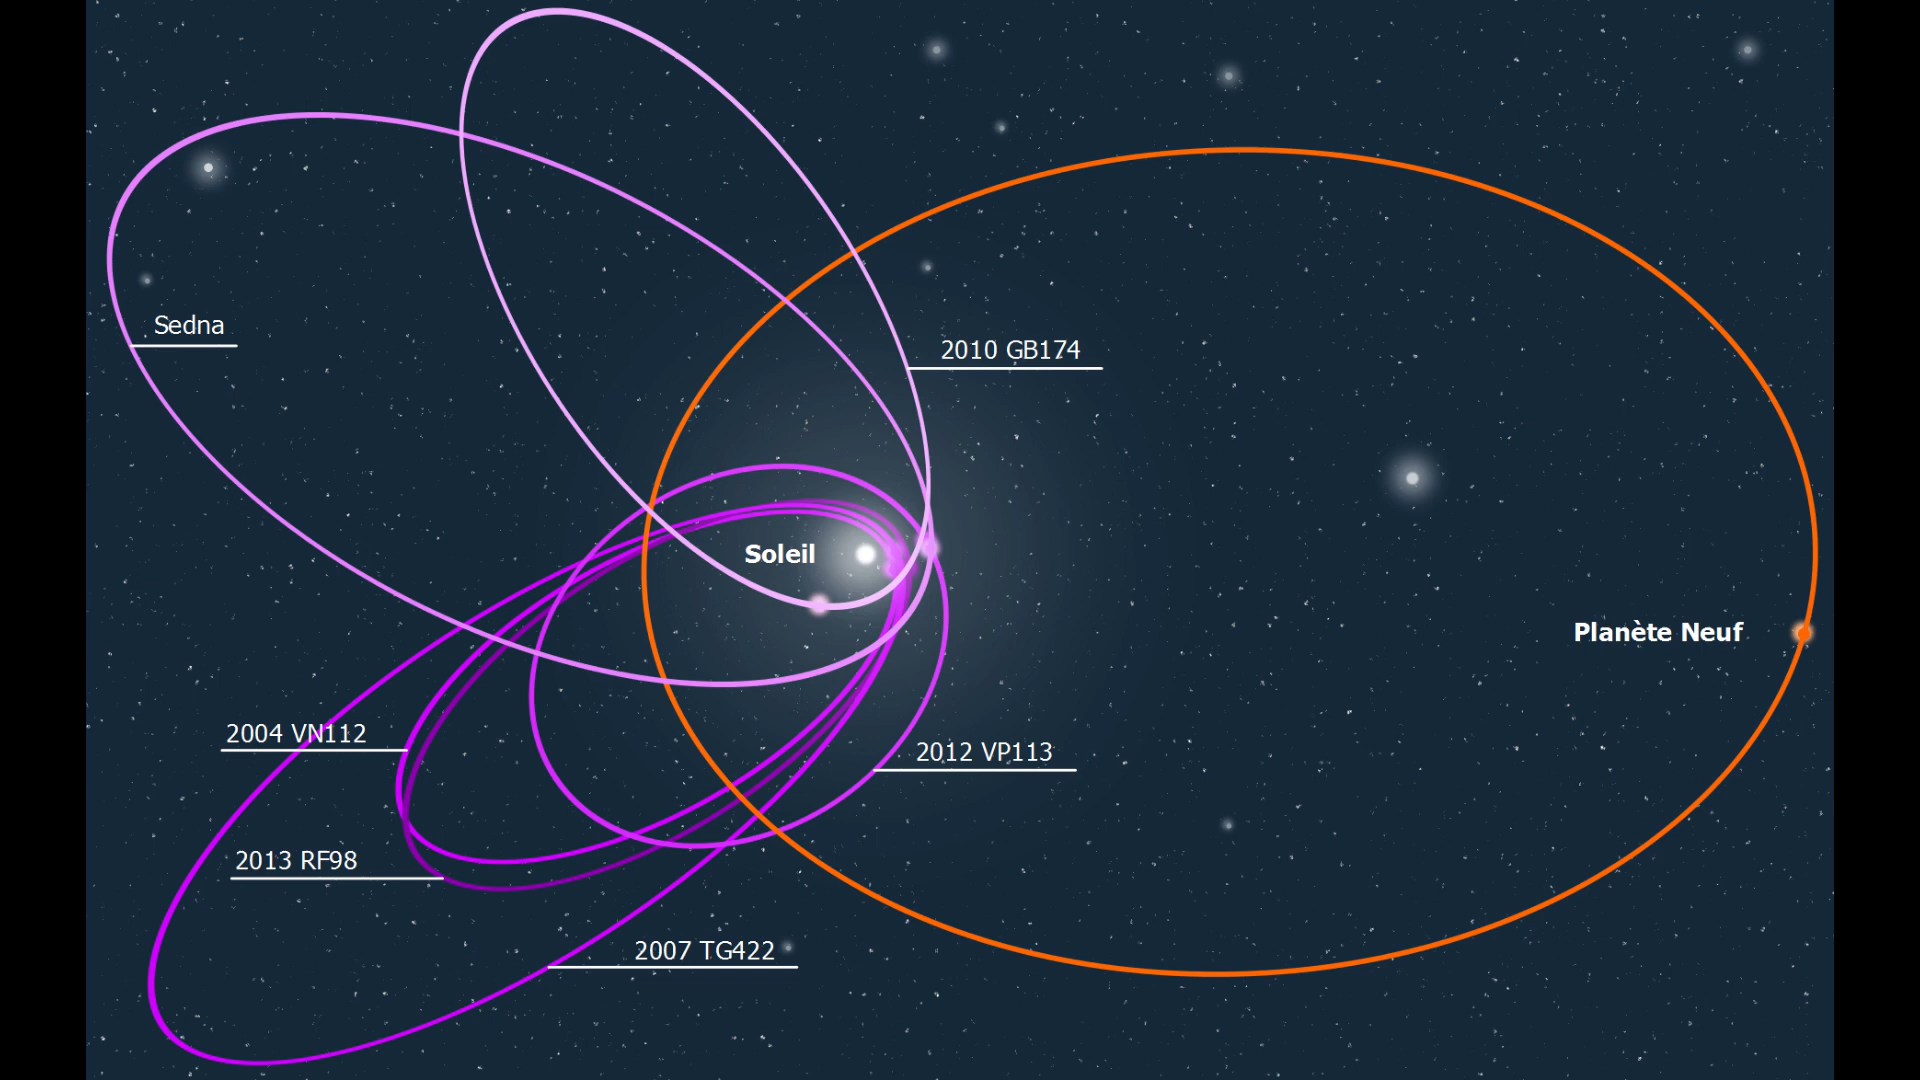 Sedna
2010 GB174
Soleil
Planète Neuf
2004 VN112
2012 VP113
2013 RF98
2007 TG422